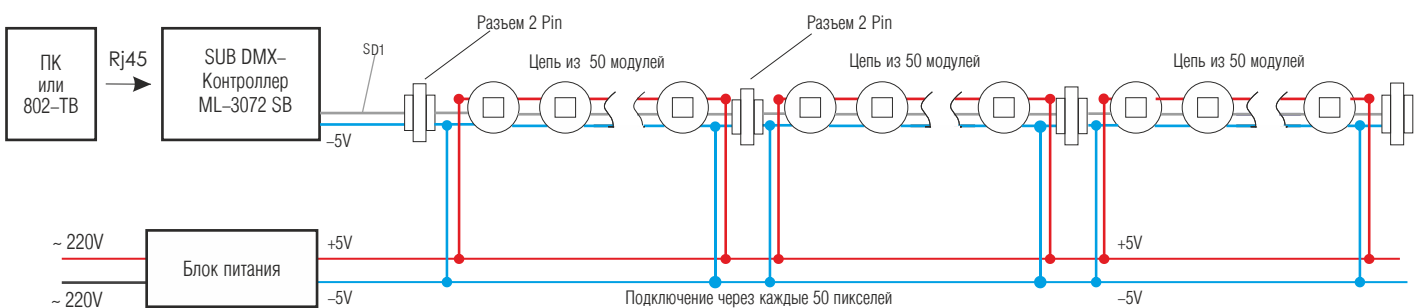 Разъем 2 Pin
Разъем 2 Pin
ПК
или
802–ТВ
Rj45
SUB DMX–
Контроллер
ML–3072 SB
SD1
–5V
Цепь из 50 модулей
Цепь из 50 модулей
Цепь из 50 модулей
~ 220V
~ 220V
Блок питания
+5V
–5V
Подключение через каждые 50 пикселей
+5V
–5V